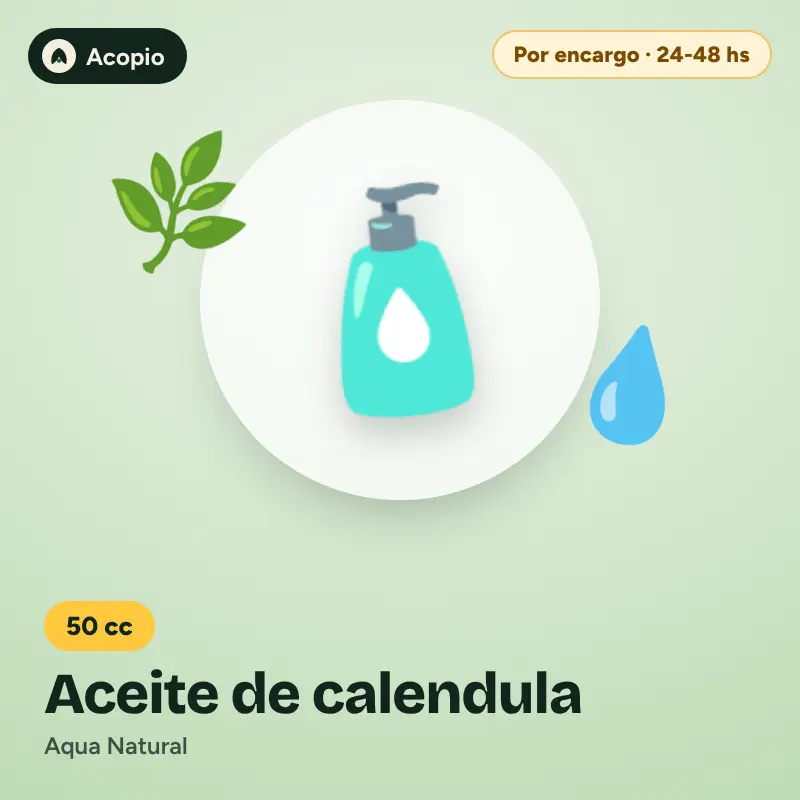 Acopio
Por encargo · 24-48 hs
50 cc
Aceite de calendula
Aqua Natural